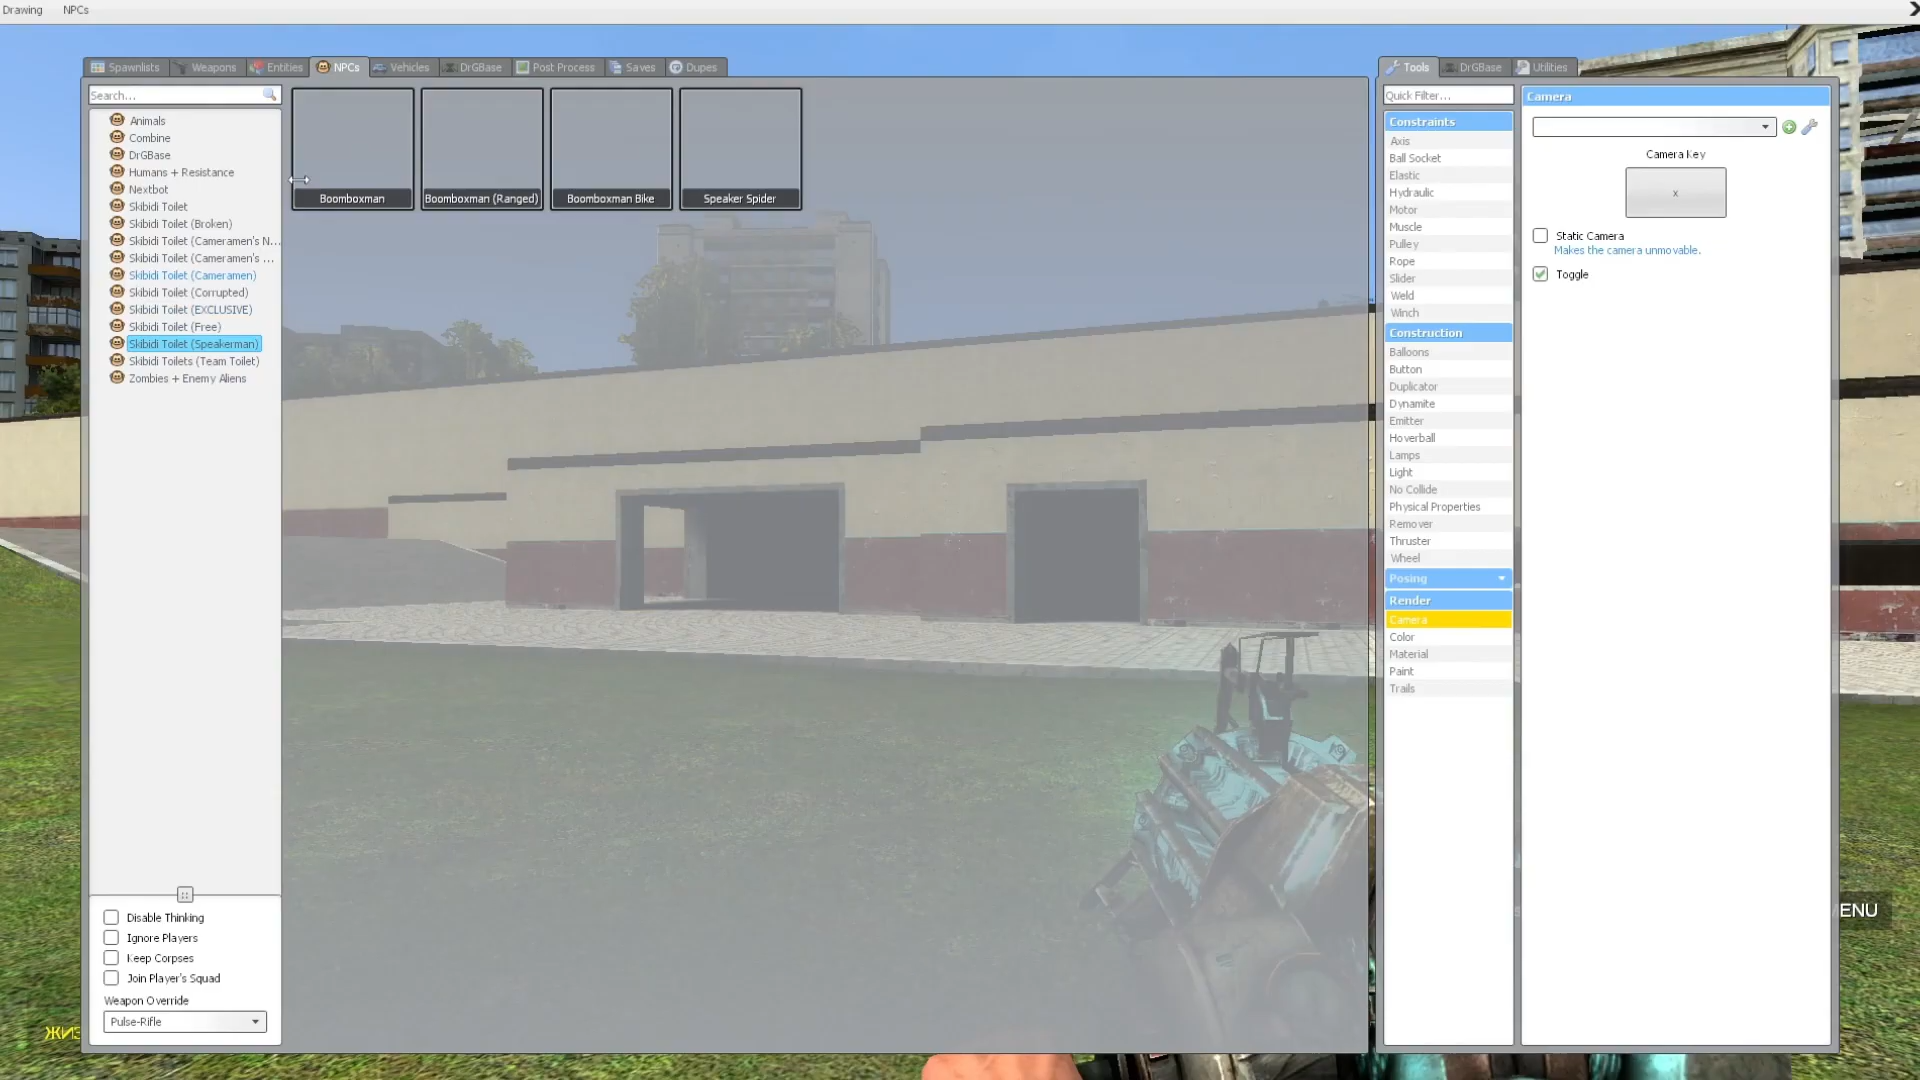 Drawing NPCs
Spawnlists Weapons Entities NPCs Vehicles DrGBase Post Process Saves Dupes
Search...
Animals
Combine
DrGBase
Humans + Resistance
Nextbot
Skibidi Toilet
Skibidi Toilet (Broken)
Skibidi Toilet (Cameramen's N...
Skibidi Toilet (Cameramen's ...
Skibidi Toilet (Cameramen)
Skibidi Toilet (Corrupted)
Skibidi Toilet (EXCLUSIVE)
Skibidi Toilet (Free)
Skibidi Toilet (Speakerman)
Skibidi Toilets (Team Toilet)
Zombies + Enemy Aliens
Boomboxman
Boomboxman (Ranged)
Boomboxman Bike
Speaker Spider
Disable Thinking
Ignore Players
Keep Corpses
Join Player's Squad
Weapon Override
Pulse-Rifle
ЖИЗ
Tools DrGBase Utilities
Quick Filter...
Constraints
Axis
Ball Socket
Elastic
Hydraulic
Motor
Muscle
Pulley
Rope
Slider
Weld
Winch
Construction
Balloons
Button
Duplicator
Dynamite
Emitter
Hoverball
Lamps
Light
No Collide
Physical Properties
Remover
Thruster
Wheel
Posing
Render
Camera
Color
Material
Paint
Trails
Camera
Camera Key
x
Static Camera
Makes the camera unmovable.
Toggle
ENU